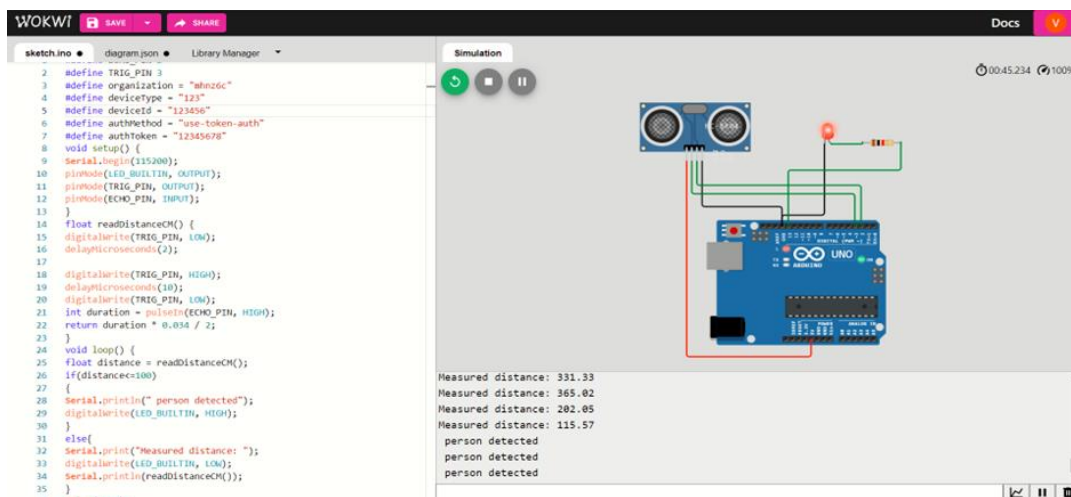 WOKWI SAVE SHARE Docs V
sketch.ino diagram.json Library Manager
2 #define TRIG_PIN 3
3 #define organization = "mhnz6c"
4 #define deviceType = "123"
5 #define deviceId = "123456"
6 #define authMethod = "use-token-auth"
7 #define authToken = "12345678"
8 void setup() {
9 Serial.begin(115200);
10 pinMode(LED_BUILTIN, OUTPUT);
11 pinMode(TRIG_PIN, OUTPUT);
12 pinMode(ECHO_PIN, INPUT);
13 }
14 float readDistanceCM() {
15 digitalWrite(TRIG_PIN, LOW);
16 delayMicroseconds(2);
17
18 digitalWrite(TRIG_PIN, HIGH);
19 delayMicroseconds(10);
20 digitalWrite(TRIG_PIN, LOW);
21 int duration = pulseIn(ECHO_PIN, HIGH);
22 return duration * 0.034 / 2;
23 }
24 void loop() {
25 float distance = readDistanceCM();
26 if(distance<=100)
27 {
28 Serial.println(" person detected");
29 digitalWrite(LED_BUILTIN, HIGH);
30 }
31 else{
32 Serial.print("Measured distance: ");
33 digitalWrite(LED_BUILTIN, LOW);
34 Serial.println(readDistanceCM());
35 }
Simulation
00:45.234 100%
UNO
ARDUINO
Measured distance: 331.33
Measured distance: 365.02
Measured distance: 202.05
Measured distance: 115.57
person detected
person detected
person detected